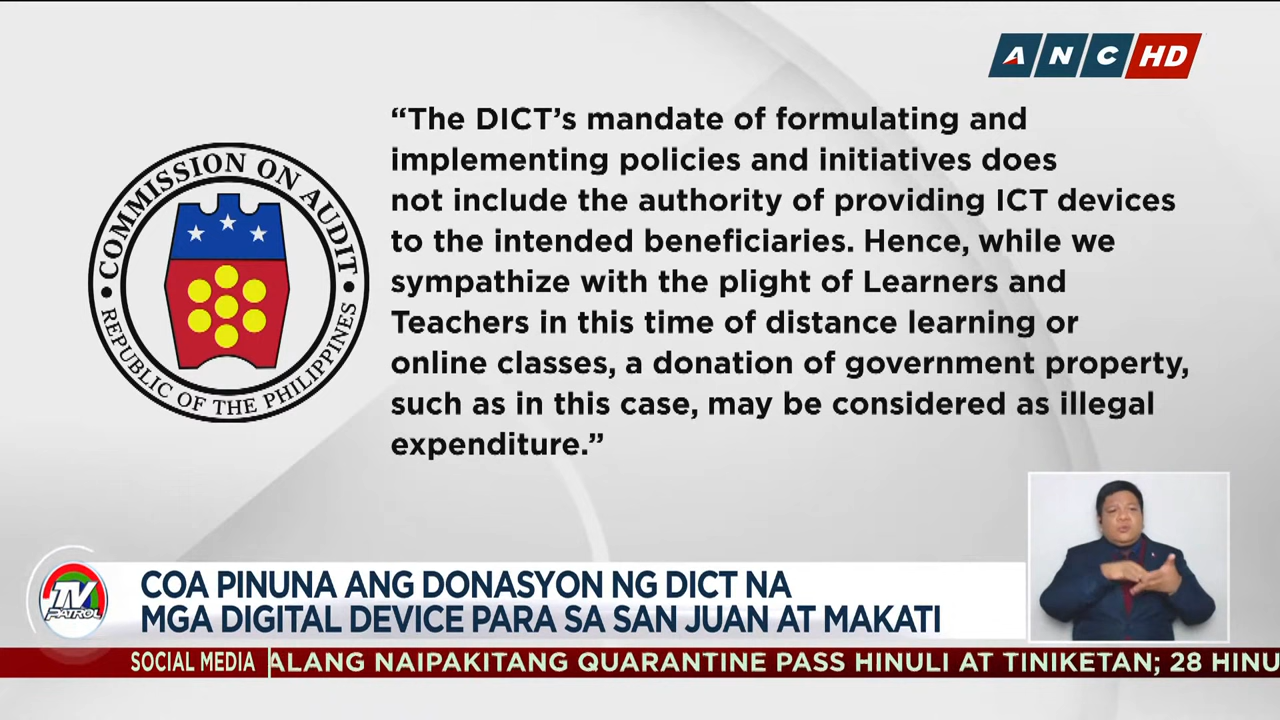 ANC HD
“The DICT’s mandate of formulating and
implementing policies and initiatives does
not include the authority of providing ICT devices
to the intended beneficiaries. Hence, while we
sympathize with the plight of Learners and
Teachers in this time of distance learning or
online classes, a donation of government property,
such as in this case, may be considered as illegal
expenditure.”
COMMISSION ON AUDIT
REPUBLIC OF THE PHILIPPINES
TV PATROL
COA PINUNA ANG DONASYON NG DICT NA
MGA DIGITAL DEVICE PARA SA SAN JUAN AT MAKATI
SOCIAL MEDIA ALANG NAIPAKITANG QUARANTINE PASS HINULI AT TINIKETAN; 28 HINU